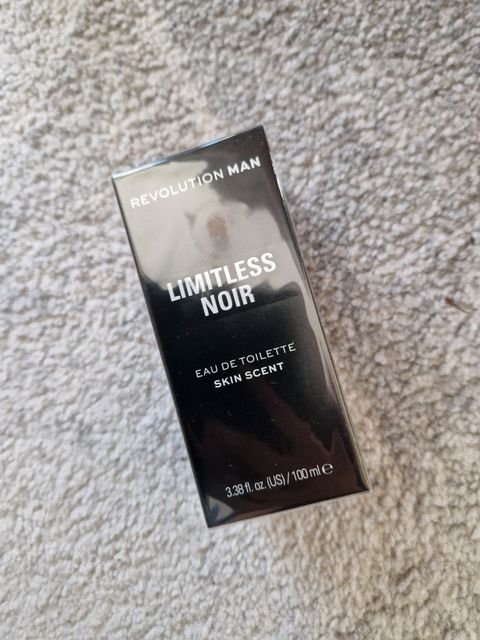 REVOLUTION MAN
LIMITLESS
NOIR
EAU DE TOILETTE
SKIN SCENT
3.38 fl. oz. (US) / 100 ml ℮